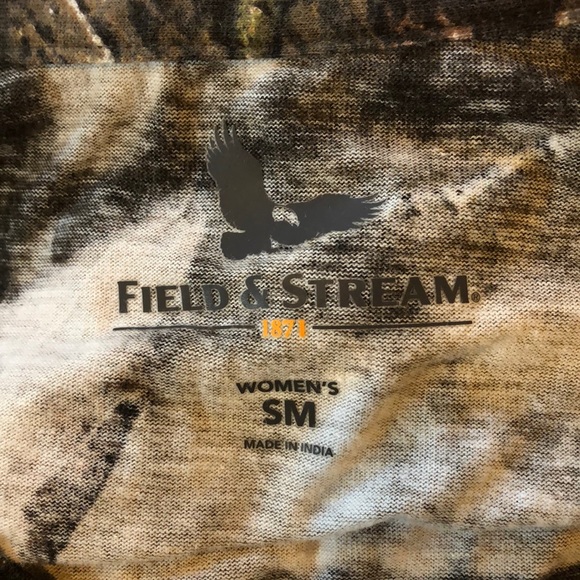 FIELD & STREAM®
1871
WOMEN'S
SM
MADE IN INDIA